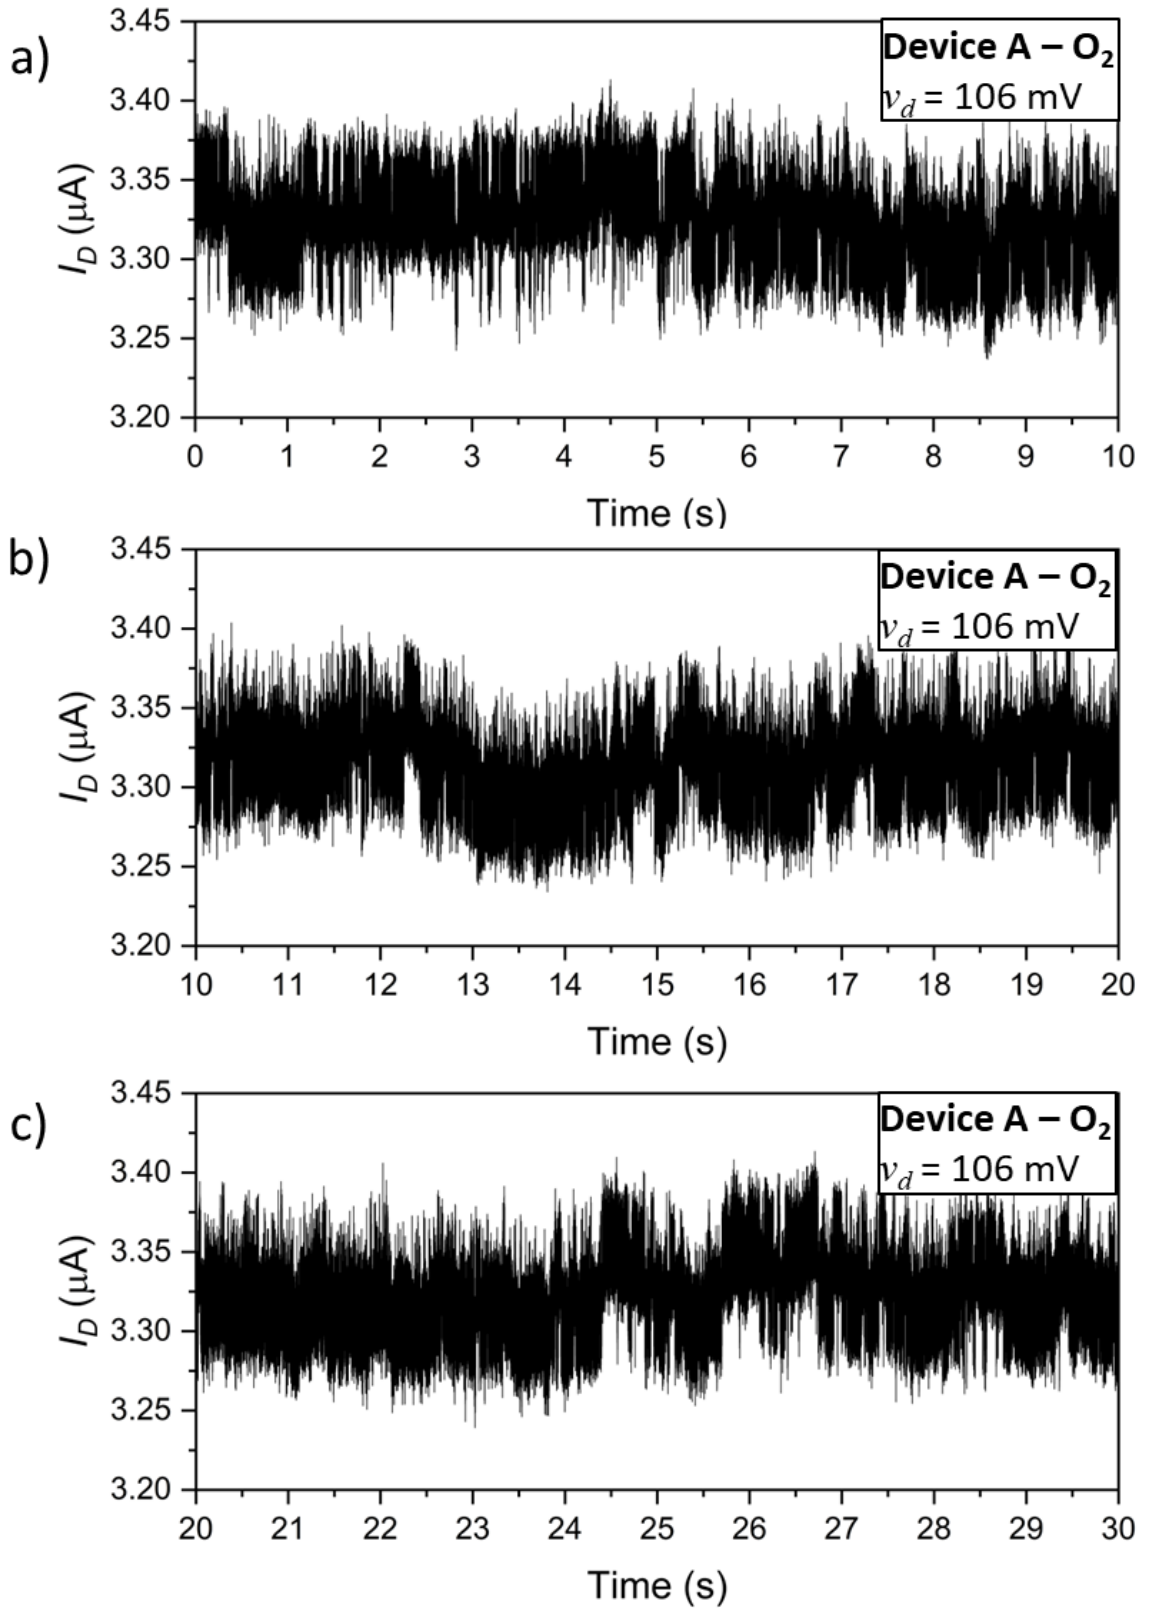 a)
3.45
3.40
3.35
3.30
3.25
3.20
I_D (μA)
Device A – O₂
v_d = 106 mV
0 1 2 3 4 5 6 7 8 9 10
Time (s)
b)
3.45
3.40
3.35
3.30
3.25
3.20
I_D (μA)
Device A – O₂
v_d = 106 mV
10 11 12 13 14 15 16 17 18 19 20
Time (s)
c)
3.45
3.40
3.35
3.30
3.25
3.20
I_D (μA)
Device A – O₂
v_d = 106 mV
20 21 22 23 24 25 26 27 28 29 30
Time (s)